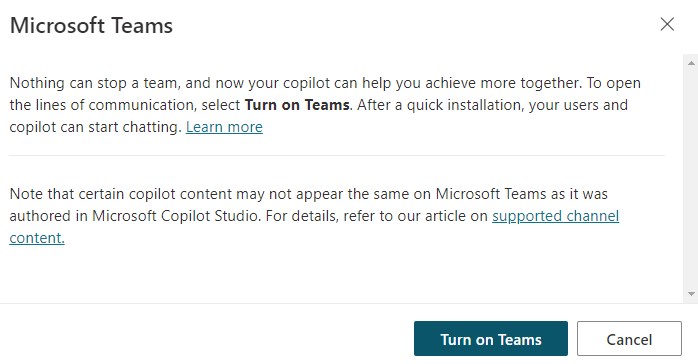 Microsoft Teams
Nothing can stop a team, and now your copilot can help you achieve more together. To open
the lines of communication, select Turn on Teams. After a quick installation, your users and
copilot can start chatting. Learn more
Note that certain copilot content may not appear the same on Microsoft Teams as it was
authored in Microsoft Copilot Studio. For details, refer to our article on supported channel
content.
Turn on Teams
Cancel